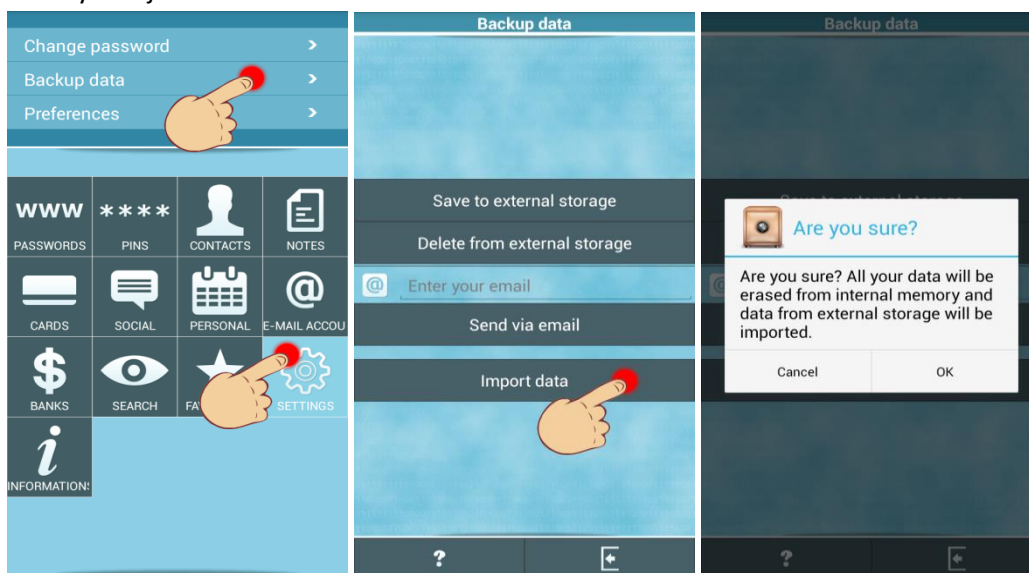 Change password
Backup data
Preferences
www
****
PASSWORDS
PINS
CONTACTS
NOTES
@
CARDS
SOCIAL
PERSONAL
E-MAIL ACCOU
$
BANKS
SEARCH
SETTINGS
i
INFORMATION
Backup data
Save to external storage
Delete from external storage
@ Enter your email
Send via email
Import data
?
Backup data
Are you sure?
Are you sure? All your data will be
erased from internal memory and
data from external storage will be
imported.
Cancel
OK
?